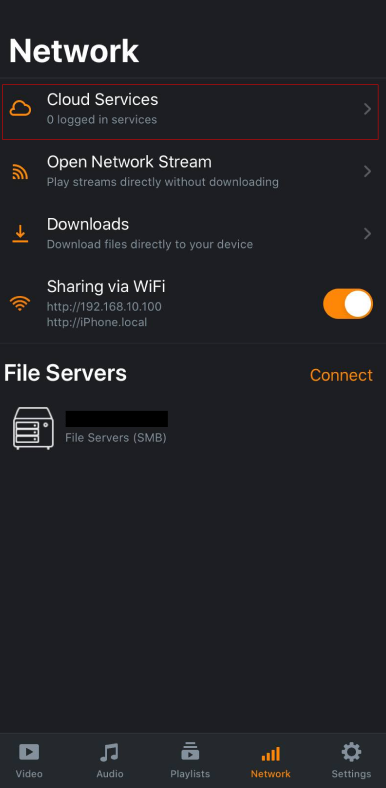 Network
Cloud Services
0 logged in services
Open Network Stream
Play streams directly without downloading
Downloads
Download files directly to your device
Sharing via WiFi
http://192.168.10.100
http://iPhone.local
File Servers
Connect
File Servers (SMB)
Video
Audio
Playlists
Network
Settings